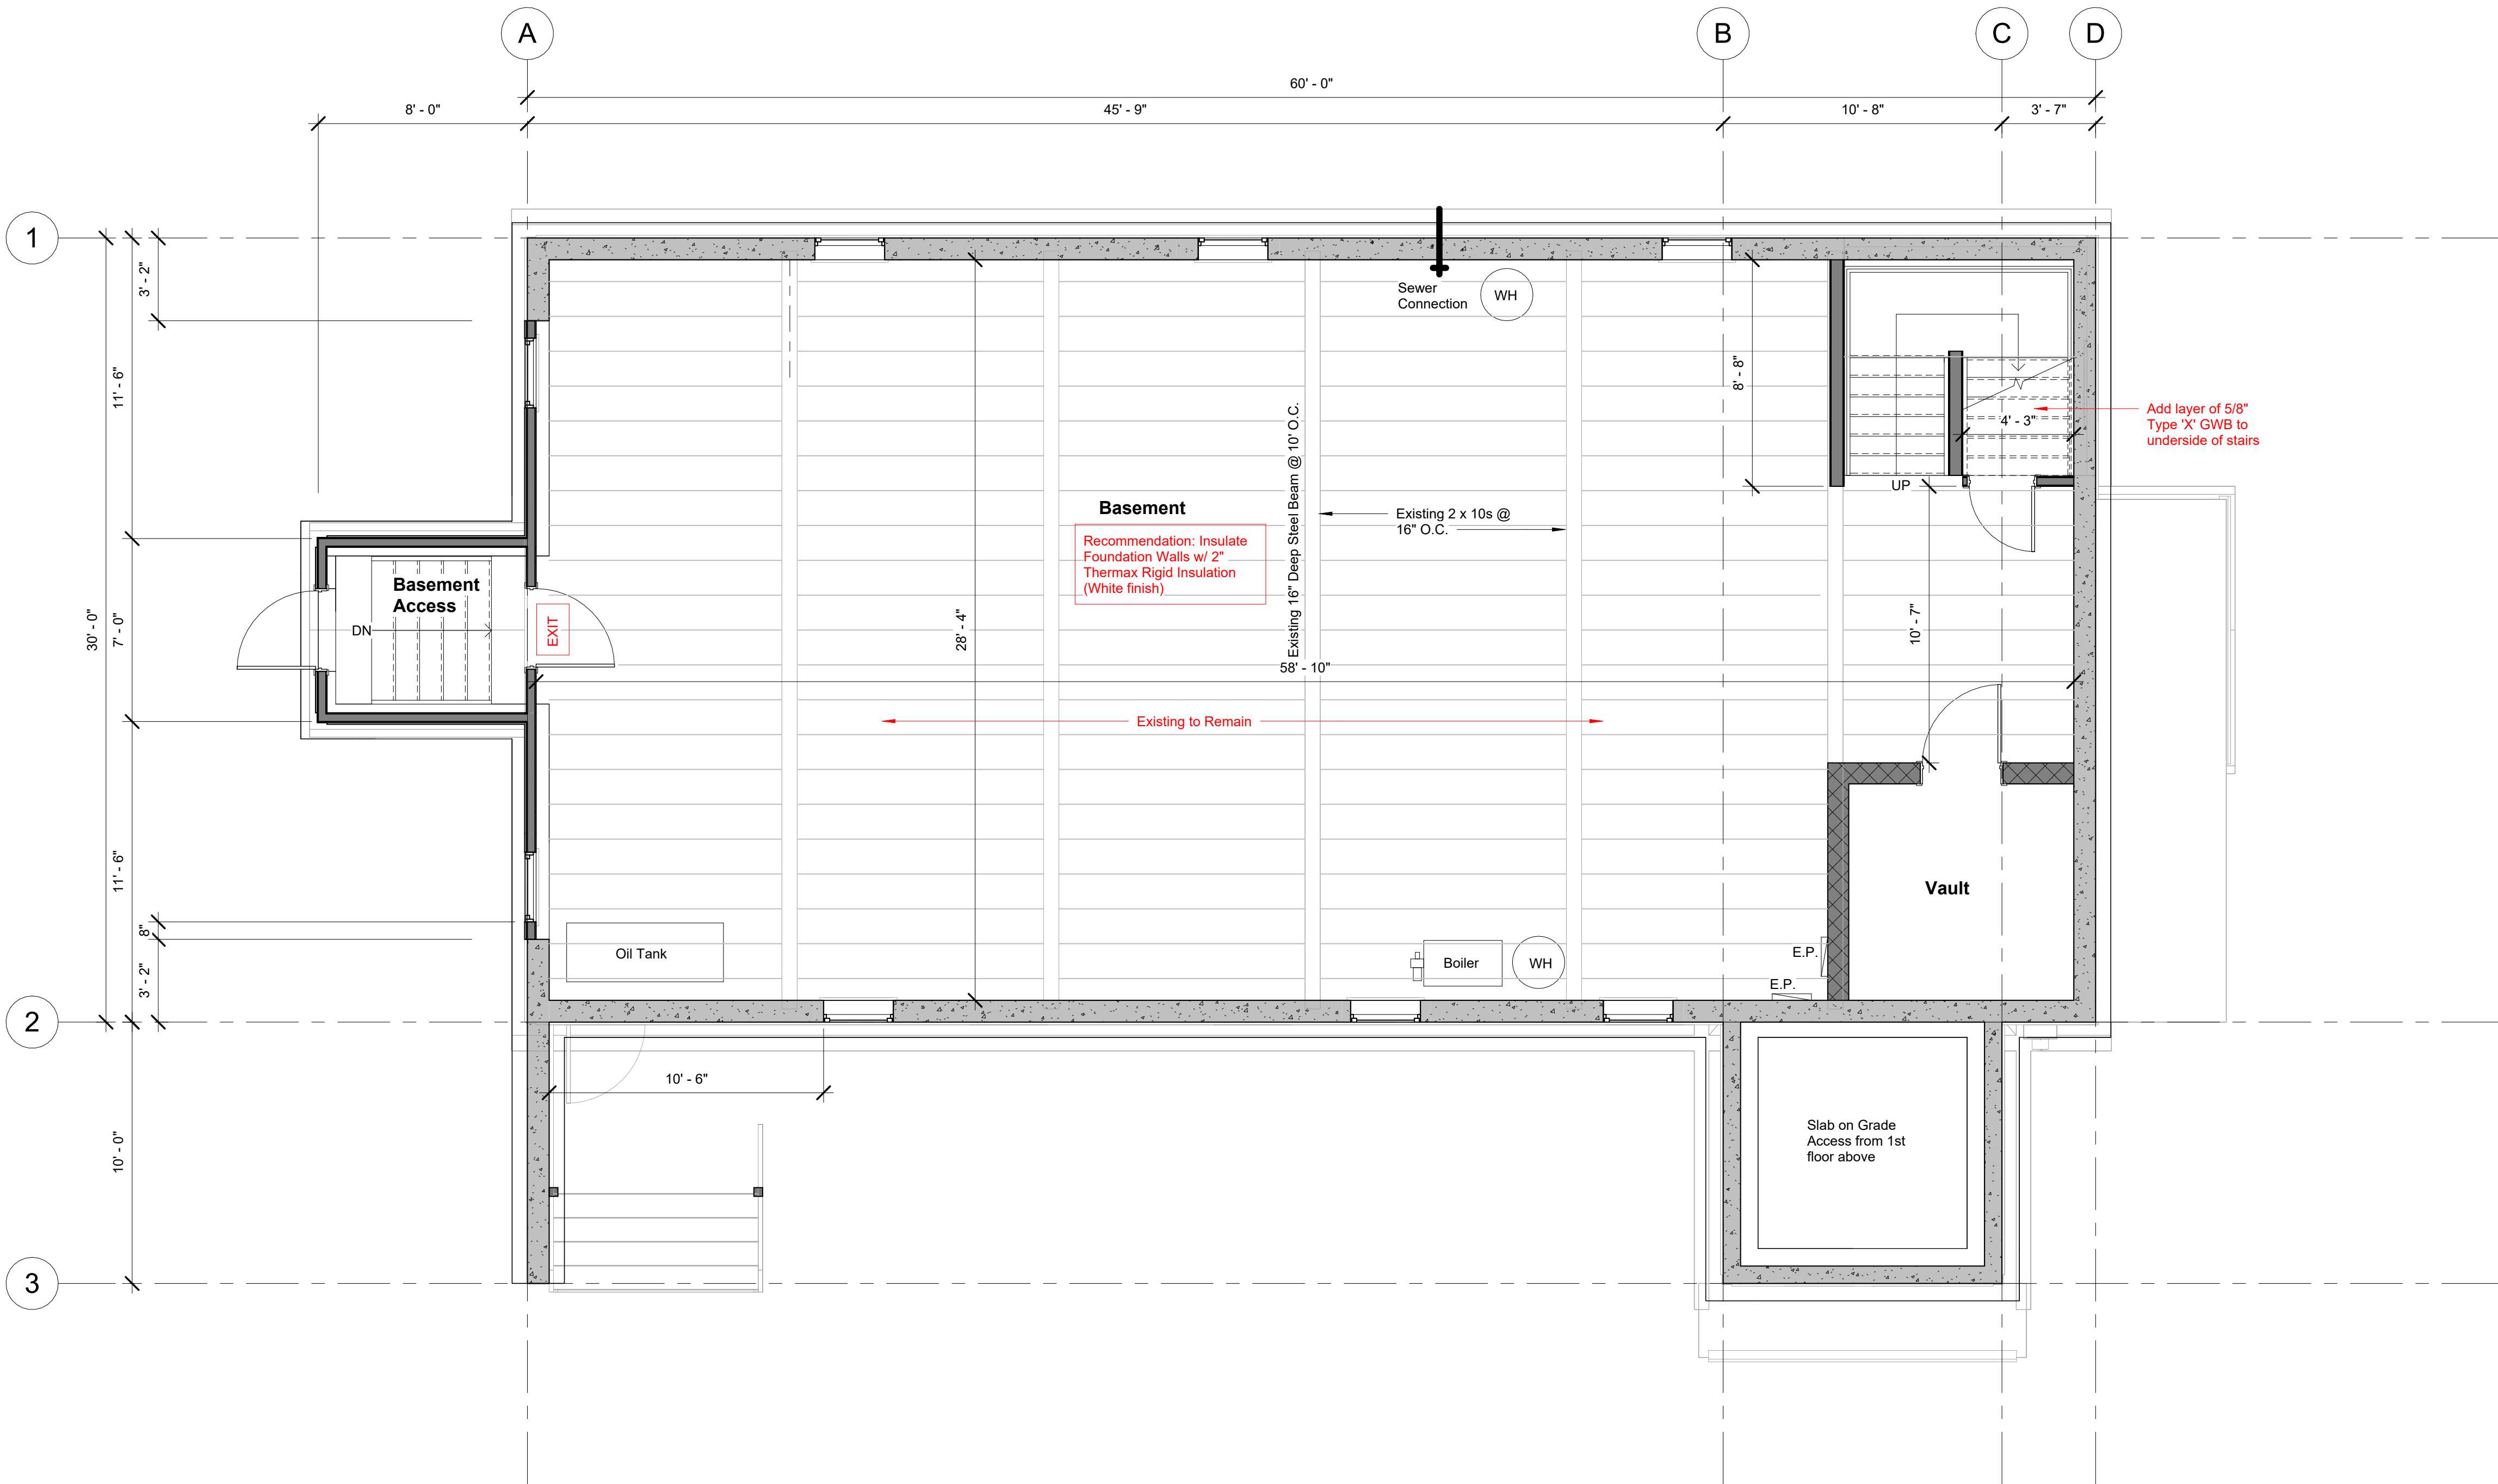 A
B
C
D
60' - 0"
8' - 0"
45' - 9"
10' - 8"
3' - 7"
1
3' - 2"
Sewer
Connection
WH
11' - 6"
8' - 8"
Add layer of 5/8"
Type 'X' GWB to
underside of stairs
4' - 3"
UP
Basement
Existing 16" Deep Steel Beam @ 10' O.C.
Existing 2 x 10s @
16" O.C.
Recommendation: Insulate
Foundation Walls w/ 2"
Thermax Rigid Insulation
(White finish)
Basement
Access
DN
EXIT
30' - 0"
7' - 0"
28' - 4"
10' - 7"
58' - 10"
Existing to Remain
11' - 6"
Vault
8"
Oil Tank
Boiler
WH
E.P.
E.P.
3' - 2"
2
10' - 6"
10' - 0"
Slab on Grade
Access from 1st
floor above
3